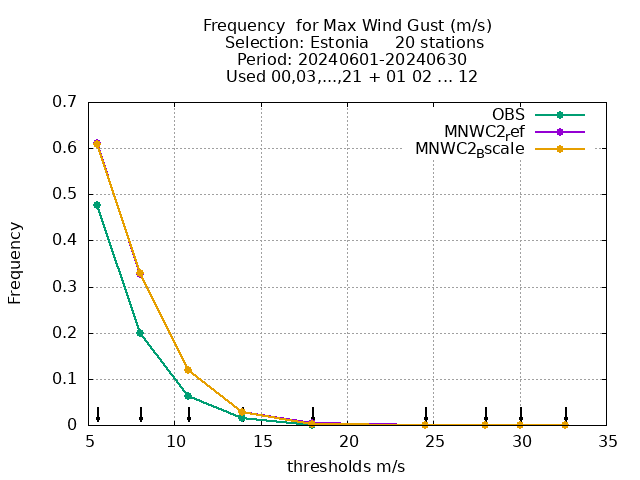 Frequency  for Max Wind Gust (m/s)
Selection: Estonia     20 stations
Period: 20240601-20240630
Used 00,03,...,21 + 01 02 ... 12
OBS
MNWC2ref
MNWC2Bscale
0.7
0.6
0.5
0.4
0.3
0.2
0.1
0
Frequency
5 10 15 20 25 30 35
thresholds m/s